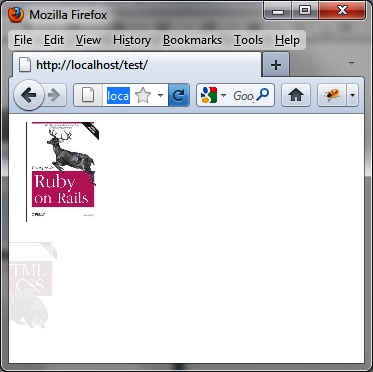 Mozilla Firefox
File Edit View History Bookmarks Tools Help
http://localhost/test/
loca
Goo
Ruby
on Rails
O'REILLY
TML
CSS